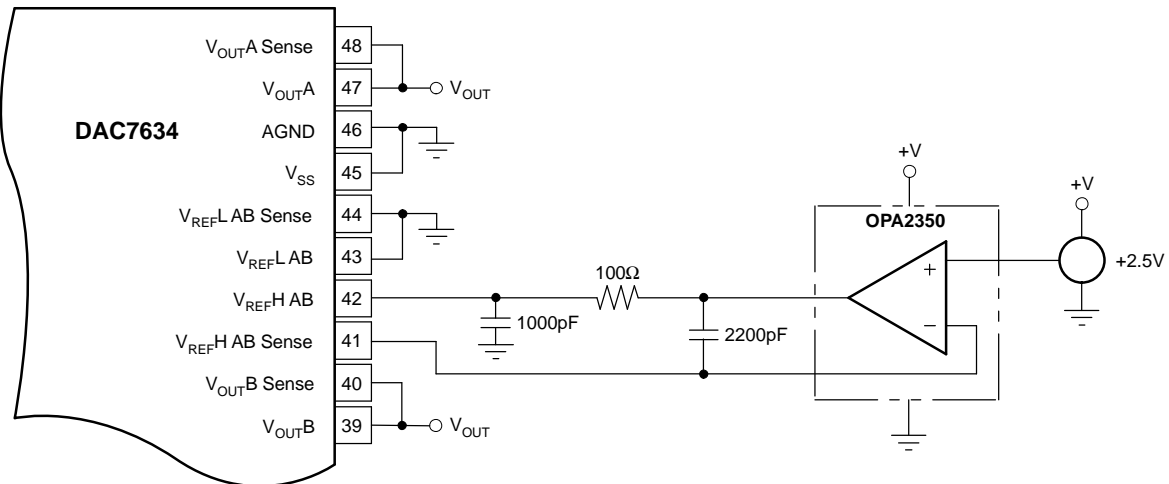 V_OUT A Sense 48
V_OUT A 47
V_OUT
DAC7634
AGND 46
V_SS 45
V_REF L AB Sense 44
V_REF L AB 43
V_REF H AB 42
V_REF H AB Sense 41
V_OUT B Sense 40
V_OUT B 39
V_OUT
100Ω
1000pF
2200pF
+V
OPA2350
+
−
+V
+2.5V